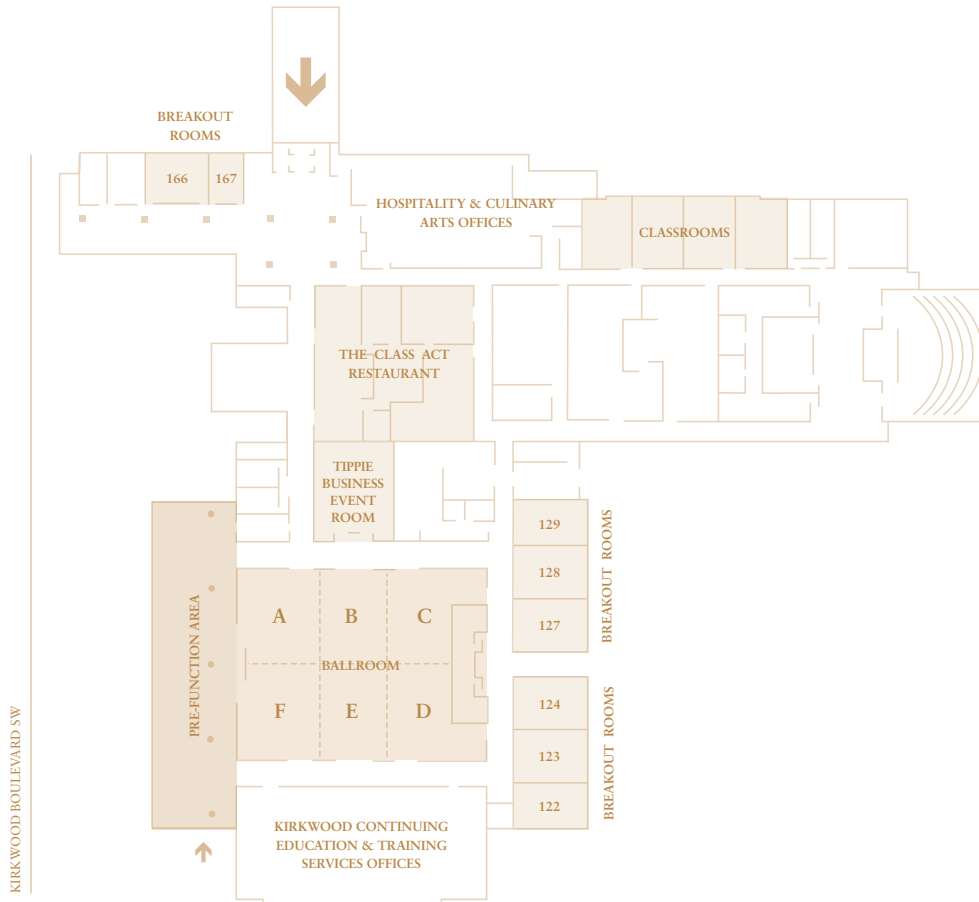 BREAKOUT
ROOMS
166
167
HOSPITALITY & CULINARY
ARTS OFFICES
CLASSROOMS
THE CLASS ACT
RESTAURANT
TIPPIE
BUSINESS
EVENT
ROOM
129
128
127
BREAKOUT ROOMS
A
B
C
BALLROOM
F
E
D
PRE-FUNCTION AREA
124
123
122
BREAKOUT ROOMS
KIRKWOOD CONTINUING
EDUCATION & TRAINING
SERVICES OFFICES
KIRKWOOD BOULEVARD SW